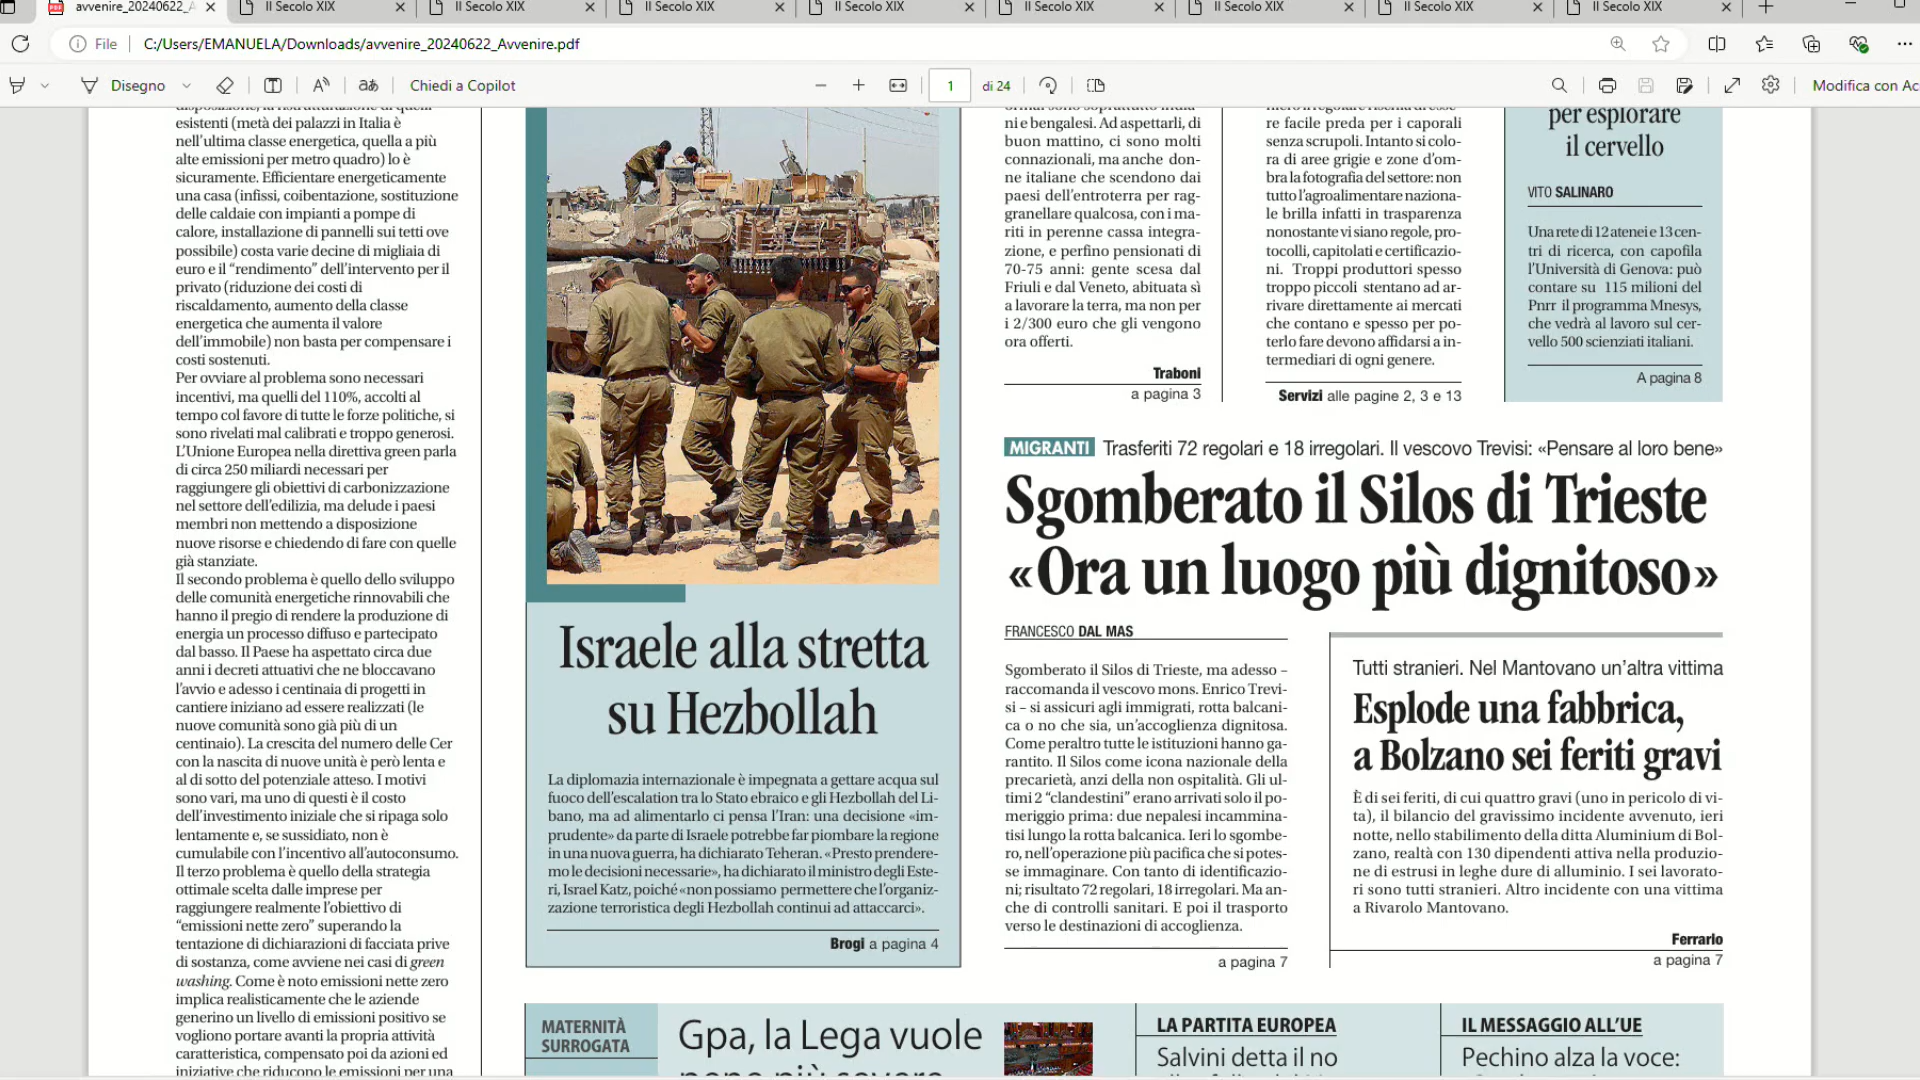 avvenire_20240622_A
Il Secolo XIX
Il Secolo XIX
Il Secolo XIX
Il Secolo XIX
Il Secolo XIX
Il Secolo XIX
Il Secolo XIX
Il Secolo XIX
File
C:/Users/EMANUELA/Downloads/avvenire_20240622_Avvenire.pdf
Disegno
Chiedi a Copilot
1
di 24
Modifica con Ac
esistenti (metà dei palazzi in Italia è
nell'ultima classe energetica, quella a più
alte emissioni per metro quadro) lo è
sicuramente. Efficientare energeticamente
una casa (infissi, coibentazione, sostituzione
delle caldaie con impianti a pompe di
calore, installazione di pannelli sui tetti ove
possibile) costa varie decine di migliaia di
euro e il “rendimento” dell'intervento per il
privato (riduzione dei costi di
riscaldamento, aumento della classe
energetica che aumenta il valore
dell'immobile) non basta per compensare i
costi sostenuti.
Per ovviare al problema sono necessari
incentivi, ma quelli del 110%, accolti al
tempo col favore di tutte le forze politiche, si
sono rivelati mal calibrati e troppo generosi.
L'Unione Europea nella direttiva green parla
di circa 250 miliardi necessari per
raggiungere gli obiettivi di carbonizzazione
nel settore dell'edilizia, ma delude i paesi
membri non mettendo a disposizione
nuove risorse e chiedendo di fare con quelle
già stanziate.
Il secondo problema è quello dello sviluppo
delle comunità energetiche rinnovabili che
hanno il pregio di rendere la produzione di
energia un processo diffuso e partecipato
dal basso. Il Paese ha aspettato circa due
anni i decreti attuativi che ne bloccavano
l'avvio e adesso i centinaia di progetti in
cantiere iniziano ad essere realizzati (le
nuove comunità sono già più di un
centinaio). La crescita del numero delle Cer
con la nascita di nuove unità è però lenta e
al di sotto del potenziale atteso. I motivi
sono vari, ma uno di questi è il costo
dell'investimento iniziale che si ripaga solo
lentamente e, se sussidiato, non è
cumulabile con l'incentivo all'autoconsumo.
Il terzo problema è quello della strategia
ottimale scelta dalle imprese per
raggiungere realmente l'obiettivo di
“emissioni nette zero” superando la
tentazione di dichiarazioni di facciata prive
di sostanza, come avviene nei casi di green
washing. Come è noto emissioni nette zero
implica realisticamente che le aziende
generino un livello di emissioni positivo se
vogliono portare avanti la propria attività
caratteristica, compensato poi da azioni ed
iniziative che riducono le emissioni per una
Israele alla stretta
su Hezbollah
La diplomazia internazionale è impegnata a gettare acqua sul
fuoco dell'escalation tra lo Stato ebraico e gli Hezbollah del Li-
bano, ma ad alimentarlo ci pensa l'Iran: una decisione «im-
prudente» da parte di Israele potrebbe far piombare la regione
in una nuova guerra, ha dichiarato Teheran. «Presto prendere-
mo le decisioni necessarie», ha dichiarato il ministro degli Este-
ri, Israel Katz, poiché «non possiamo permettere che l'organiz-
zazione terroristica degli Hezbollah continui ad attaccarci».
Brogi a pagina 4
ni e bengalesi. Ad aspettarli, di
buon mattino, ci sono molti
connazionali, ma anche don-
ne italiane che scendono dai
paesi dell'entroterra per rag-
granellare qualcosa, con i ma-
riti in perenne cassa integra-
zione, e perfino pensionati di
70-75 anni: gente scesa dal
Friuli e dal Veneto, abituata sì
a lavorare la terra, ma non per
i 2/300 euro che gli vengono
ora offerti.
Traboni
a pagina 3
re facile preda per i caporali
senza scrupoli. Intanto si colo-
ra di aree grigie e zone d'om-
bra la fotografia del settore: non
tutto l'agroalimentare naziona-
le brilla infatti in trasparenza
nonostante vi siano regole, pro-
tocolli, capitolati e certificazio-
ni. Troppi produttori spesso
troppo piccoli stentano ad ar-
rivare direttamente ai mercati
che contano e spesso per po-
terlo fare devono affidarsi a in-
termediari di ogni genere.
Servizi alle pagine 2, 3 e 13
per esplorare
il cervello
VITO SALINARO
Una rete di 12 atenei e 13 cen-
tri di ricerca, con capofila
l'Università di Genova: può
contare su 115 milioni del
Pnrr il programma Mnesys,
che vedrà al lavoro sul cer-
vello 500 scienziati italiani.
A pagina 8
MIGRANTI Trasferiti 72 regolari e 18 irregolari. Il vescovo Trevisi: «Pensare al loro bene»
Sgomberato il Silos di Trieste
«Ora un luogo più dignitoso»
FRANCESCO DAL MAS
Sgomberato il Silos di Trieste, ma adesso –
raccomanda il vescovo mons. Enrico Trevi-
si – si assicuri agli immigrati, rotta balcani-
ca o no che sia, un'accoglienza dignitosa.
Come peraltro tutte le istituzioni hanno ga-
rantito. Il Silos come icona nazionale della
precarietà, anzi della non ospitalità. Gli ul-
timi 2 “clandestini” erano arrivati solo il po-
meriggio prima: due nepalesi incammina-
tisi lungo la rotta balcanica. Ieri lo sgombe-
ro, nell'operazione più pacifica che si potes-
se immaginare. Con tanto di identificazio-
ni; risultato 72 regolari, 18 irregolari. Ma an-
che di controlli sanitari. E poi il trasporto
verso le destinazioni di accoglienza.
a pagina 7
Tutti stranieri. Nel Mantovano un'altra vittima
Esplode una fabbrica,
a Bolzano sei feriti gravi
È di sei feriti, di cui quattro gravi (uno in pericolo di vi-
ta), il bilancio del gravissimo incidente avvenuto, ieri
notte, nello stabilimento della ditta Aluminium di Bol-
zano, realtà con 130 dipendenti attiva nella produzio-
ne di estrusi in leghe dure di alluminio. I sei lavorato-
ri sono tutti stranieri. Altro incidente con una vittima
a Rivarolo Mantovano.
Ferrario
a pagina 7
MATERNITÀ
SURROGATA
Gpa, la Lega vuole
LA PARTITA EUROPEA
Salvini detta il no
IL MESSAGGIO ALL'UE
Pechino alza la voce: